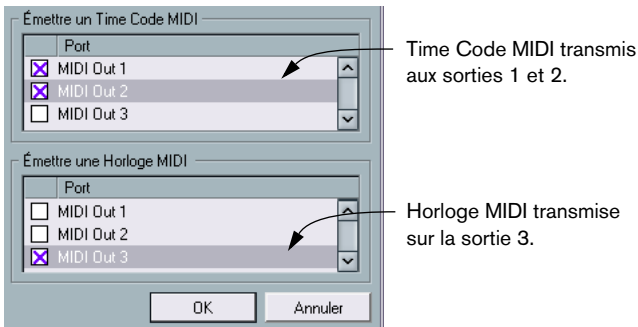 Émettre un Time Code MIDI
Port
MIDI Out 1
MIDI Out 2
MIDI Out 3
Time Code MIDI transmis
aux sorties 1 et 2.
Émettre une Horloge MIDI
Port
MIDI Out 1
MIDI Out 2
MIDI Out 3
Horloge MIDI transmise
sur la sortie 3.
OK
Annuler